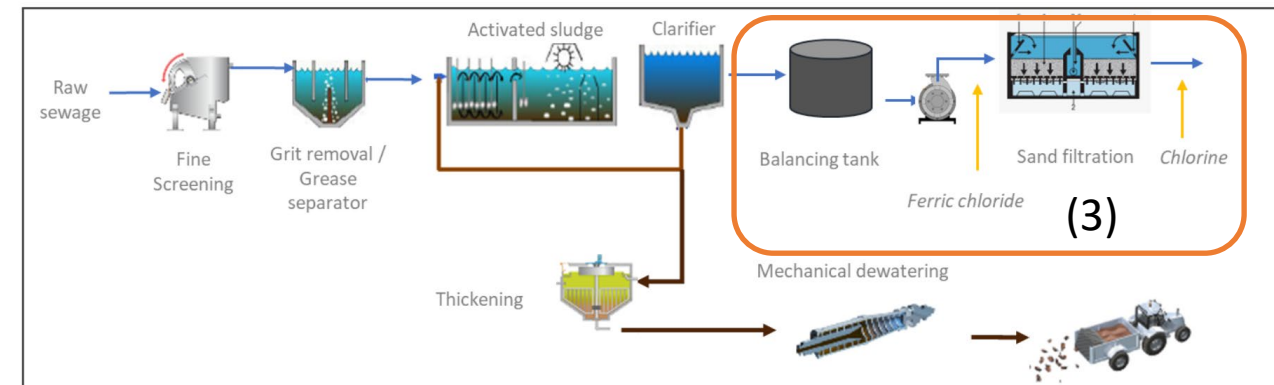 Activated sludge
Clarifier
Raw
sewage
Fine
Screening
Grit removal /
Grease
separator
Balancing tank
Sand filtration
Chlorine
Ferric chloride
(3)
2
Thickening
Mechanical dewatering